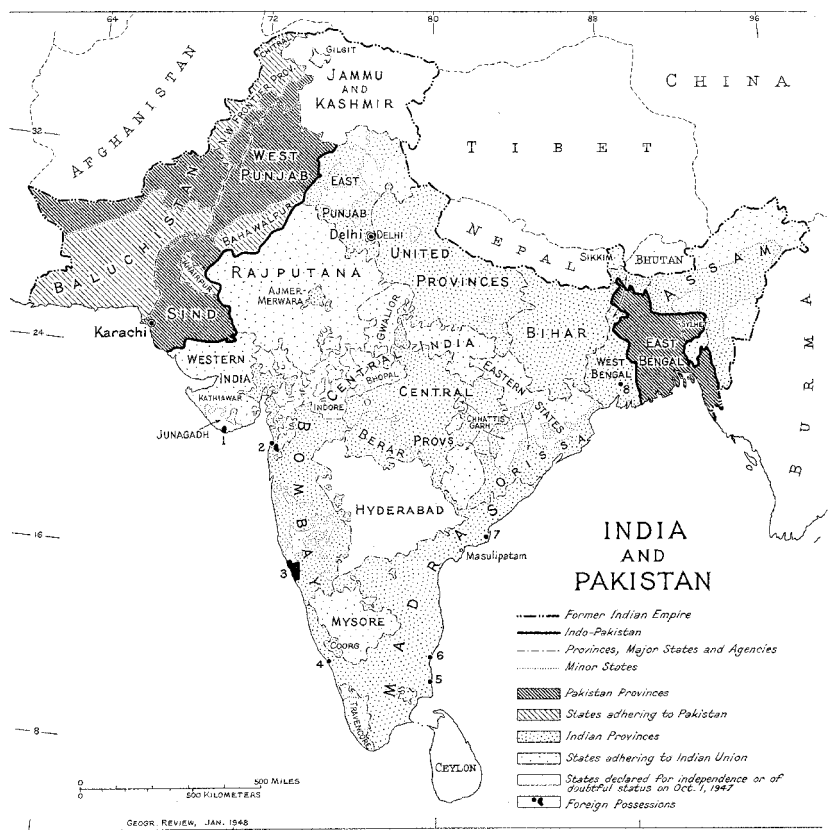 64
72
80
88
96
32
24
16
8
AFGHANISTAN
CHITRAL
GILGIT
N.W. FRONTIER PROV.
JAMMU
AND
KASHMIR
CHINA
TIBET
WEST
PUNJAB
EAST
PUNJAB
BALUCHISTAN
BAHAWALPUR
Delhi
DELHI
UNITED
PROVINCES
NEPAL
SIKKIM
BHUTAN
ASSAM
KHAIRPUR
RAJPUTANA
AJMER-
MERWARA
SIND
Karachi
GWALIOR
BIHAR
SYLHET
EAST
BENGAL
WEST
BENGAL
8
BURMA
WESTERN
INDIA
KATHIAWAR
JUNAGADH
1
CENTRAL INDIA
BHOPAL
INDORE
CENTRAL
PROVS
EASTERN
STATES
CHHATTIS
GARH
BERAR
ORISSA
2
BOMBAY
HYDERABAD
MADRAS
7
Masulipatam
3
MYSORE
COORG
4
6
5
TRAVENCORE
CEYLON
INDIA
AND
PAKISTAN
Former Indian Empire
Indo-Pakistan
Provinces, Major States and Agencies
Minor States
Pakistan Provinces
States adhering to Pakistan
Indian Provinces
States adhering to Indian Union
States declared for independence or of
doubtful status on Oct. 1, 1947
Foreign Possessions
0 500 MILES
0 500 KILOMETERS
GEOGR. REVIEW, JAN. 1948